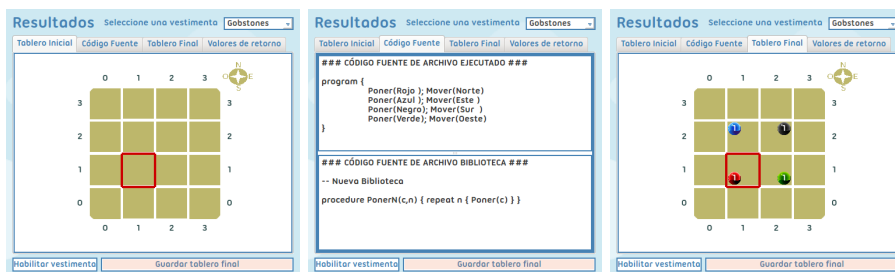 Resultados Seleccione una vestimenta Gobstones
Tablero Inicial Código Fuente Tablero Final Valores de retorno
N
0 1 2 3 O E
S
3 3
2 2
1 1
0 0
0 1 2 3
Habilitar vestimenta Guardar tablero final
Resultados Seleccione una vestimenta Gobstones
Tablero Inicial Código Fuente Tablero Final Valores de retorno
### CÓDIGO FUENTE DE ARCHIVO EJECUTADO ###
program {
Poner(Rojo ); Mover(Norte)
Poner(Azul ); Mover(Este )
Poner(Negro); Mover(Sur )
Poner(Verde); Mover(Oeste)
}
### CÓDIGO FUENTE DE ARCHIVO BIBLIOTECA ###
-- Nueva Biblioteca
procedure PonerN(c,n) { repeat n { Poner(c) } }
Habilitar vestimenta Guardar tablero final
Resultados Seleccione una vestimenta Gobstones
Tablero Inicial Código Fuente Tablero Final Valores de retorno
N
0 1 2 3 O E
S
3 3
2 1 1 2
1 1 1 1
0 0
0 1 2 3
Habilitar vestimenta Guardar tablero final